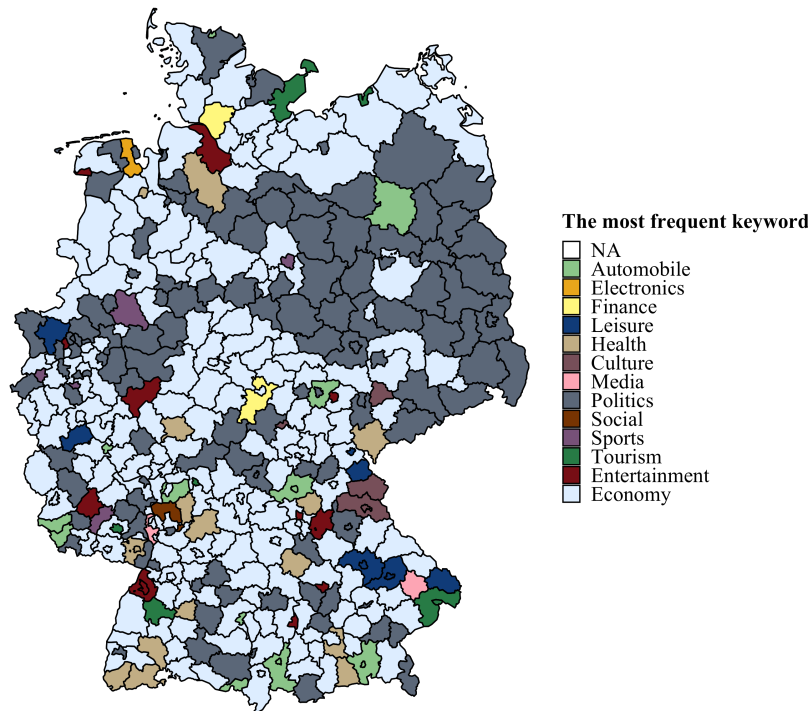 The most frequent keyword
NA
Automobile
Electronics
Finance
Leisure
Health
Culture
Media
Politics
Social
Sports
Tourism
Entertainment
Economy